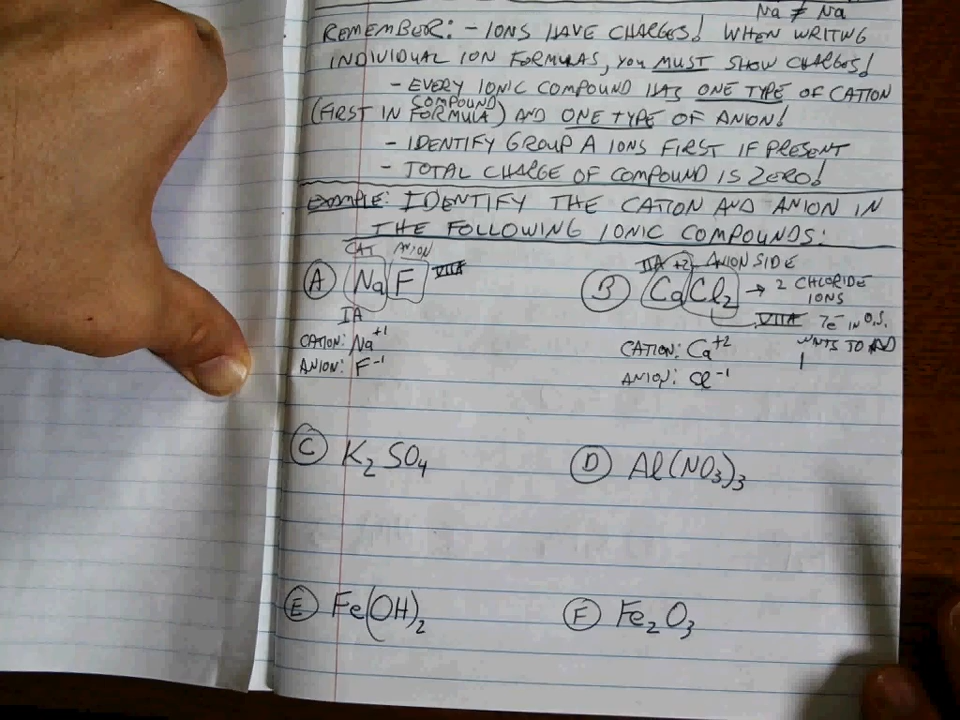 Na ≠ Na
REMEMBER: - IONS HAVE CHARGES! WHEN WRITING
INDIVIDUAL ION FORMULAS, YOU MUST SHOW CHARGES!
- EVERY IONIC COMPOUND HAS ONE TYPE OF CATION
COMPOUND
(FIRST IN FORMULA) AND ONE TYPE OF ANION!
- IDENTIFY GROUP A IONS FIRST IF PRESENT
- TOTAL CHARGE OF COMPOUND IS ZERO!
EXAMPLE: IDENTIFY THE CATION AND ANION IN
THE FOLLOWING IONIC COMPOUNDS:
CAT ANION
A NaF VIIA
IA
CATION: Na+1
ANION: F-1
IIA +2 ANION SIDE
B CaCl2 → 2 CHLORIDE
IONS
VIIA 7e- IN O.S.
WNTS TO AD
1
CATION: Ca+2
ANION: Cl-1
C K2SO4
D Al(NO3)3
E Fe(OH)2
F Fe2O3